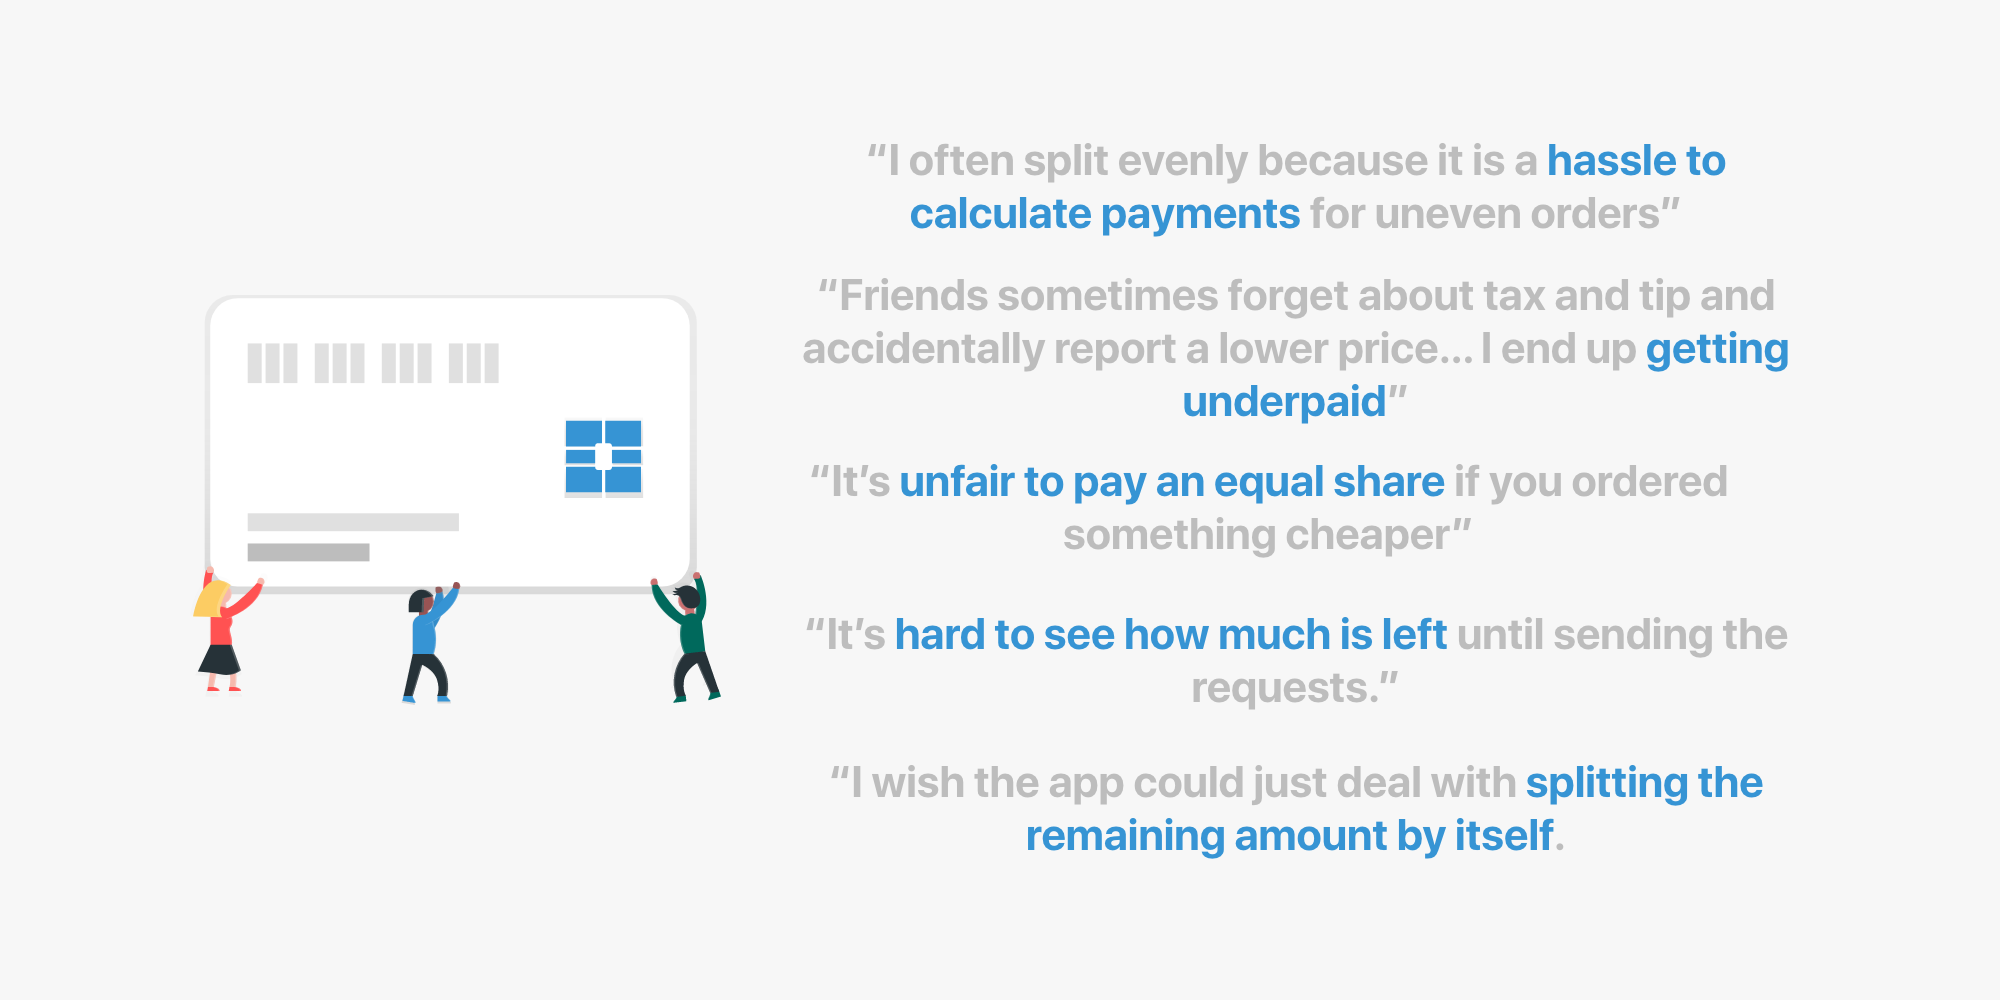 “I often split evenly because it is a hassle to
calculate payments for uneven orders”
“Friends sometimes forget about tax and tip and
accidentally report a lower price... I end up getting
underpaid”
“It’s unfair to pay an equal share if you ordered
something cheaper”
“It’s hard to see how much is left until sending the
requests.”
“I wish the app could just deal with splitting the
remaining amount by itself.